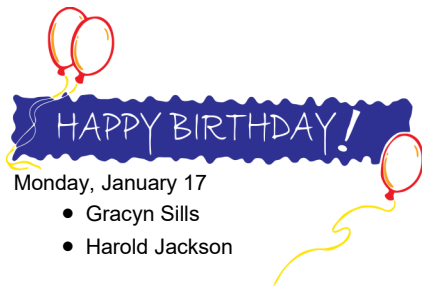 HAPPY BIRTHDAY!
Monday, January 17
• Gracyn Sills
• Harold Jackson